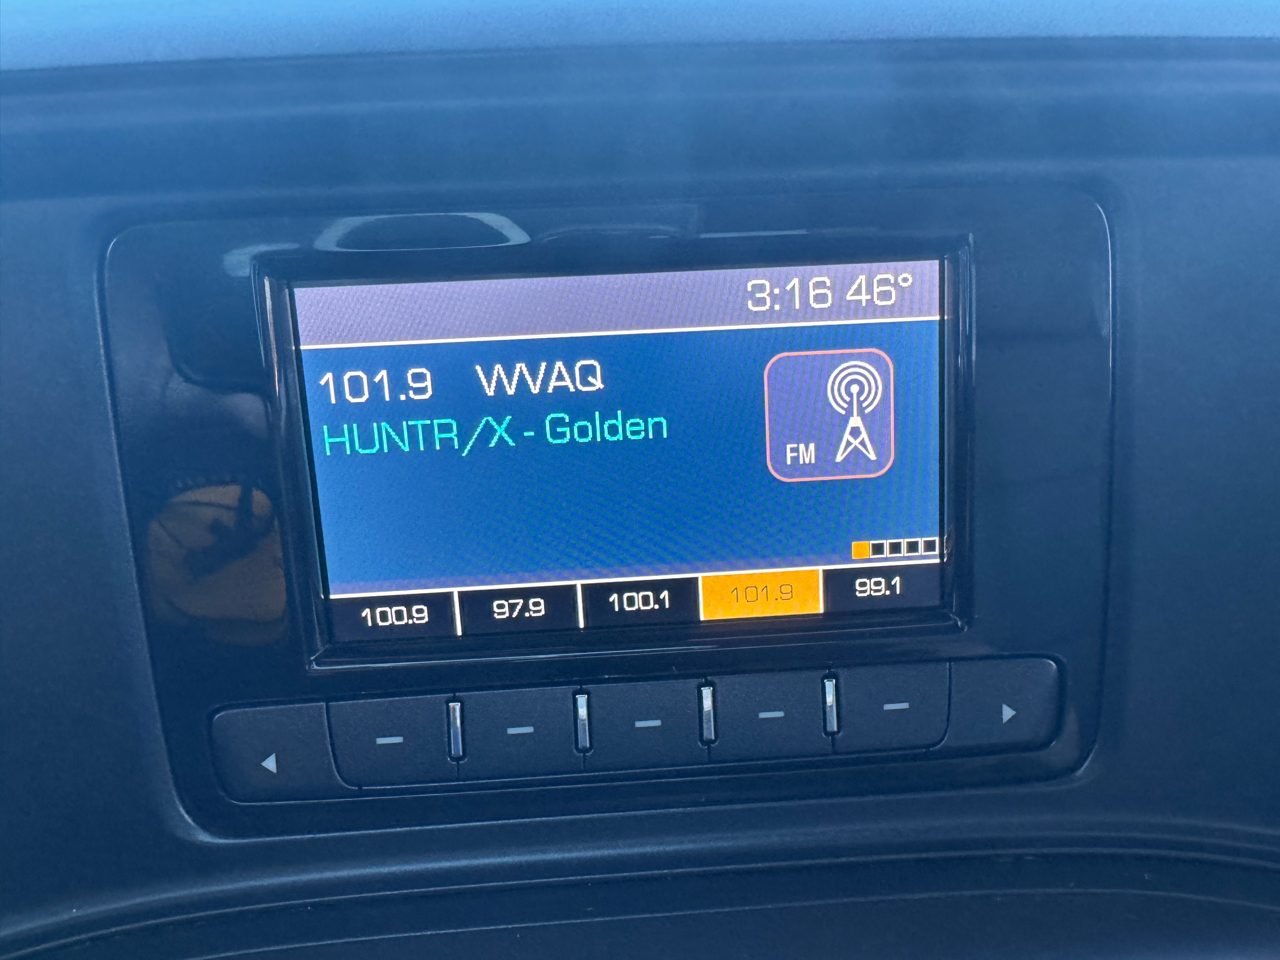 3:16 46°
101.9 WVAQ
HUNTR/X - Golden
FM
100.9 97.9 100.1 101.9 99.1